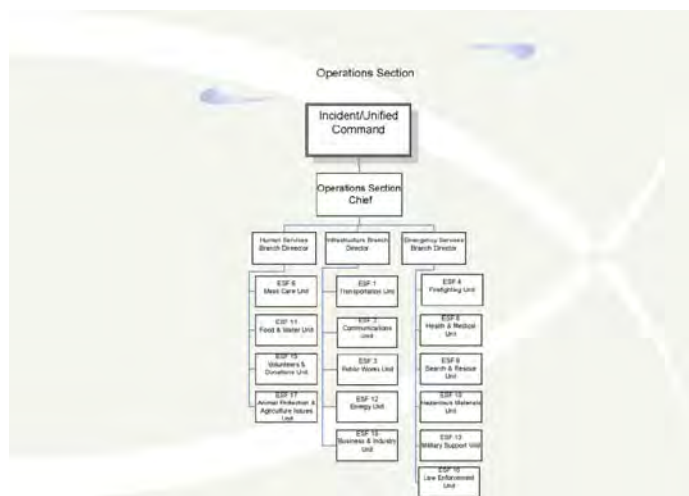 Operations Section
Incident/Unified
Command
Operations Section
Chief
Human Services
Branch Director
Infrastructure Branch
Director
Emergency Services
Branch Director
ESF 6
Mass Care Unit
ESF 11
Food & Water Unit
ESF 15
Volunteers &
Donations Unit
ESF 17
Animal Protection &
Agriculture Issues
Unit
ESF 1
Transportation Unit
ESF 2
Communications
Unit
ESF 3
Public Works Unit
ESF 12
Energy Unit
ESF
Business & Industry
Unit
ESF 4
Firefighting Unit
ESF
Health & Medical
Unit
ESF 9
Search & Rescue
Unit
ESF 10
Hazardous Materials
Unit
ESF 13
Military Support Unit
ESF 16
Law Enforcement
Unit